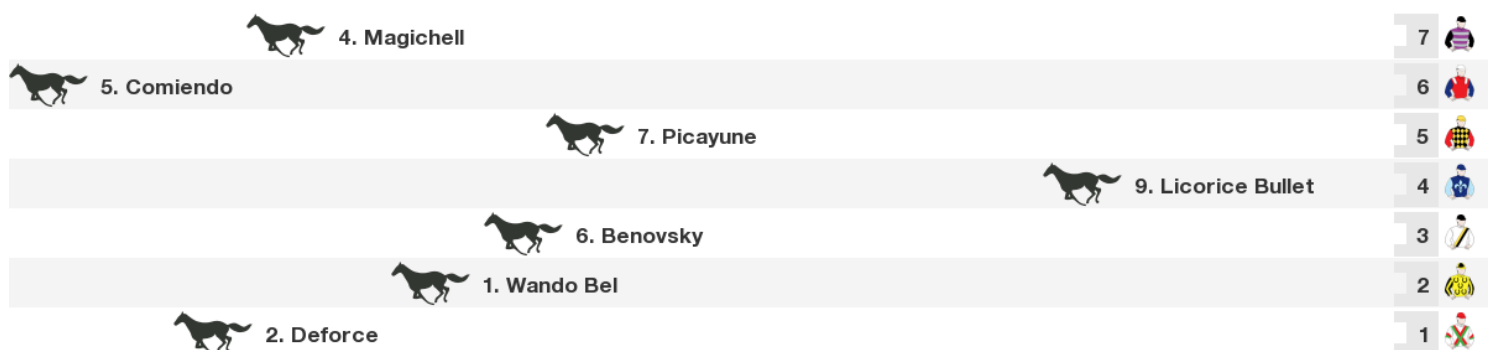 4. Magichell 7
5. Comiendo 6
7. Picayune 5
9. Licorice Bullet 4
6. Benovsky 3
1. Wando Bel 2
2. Deforce 1